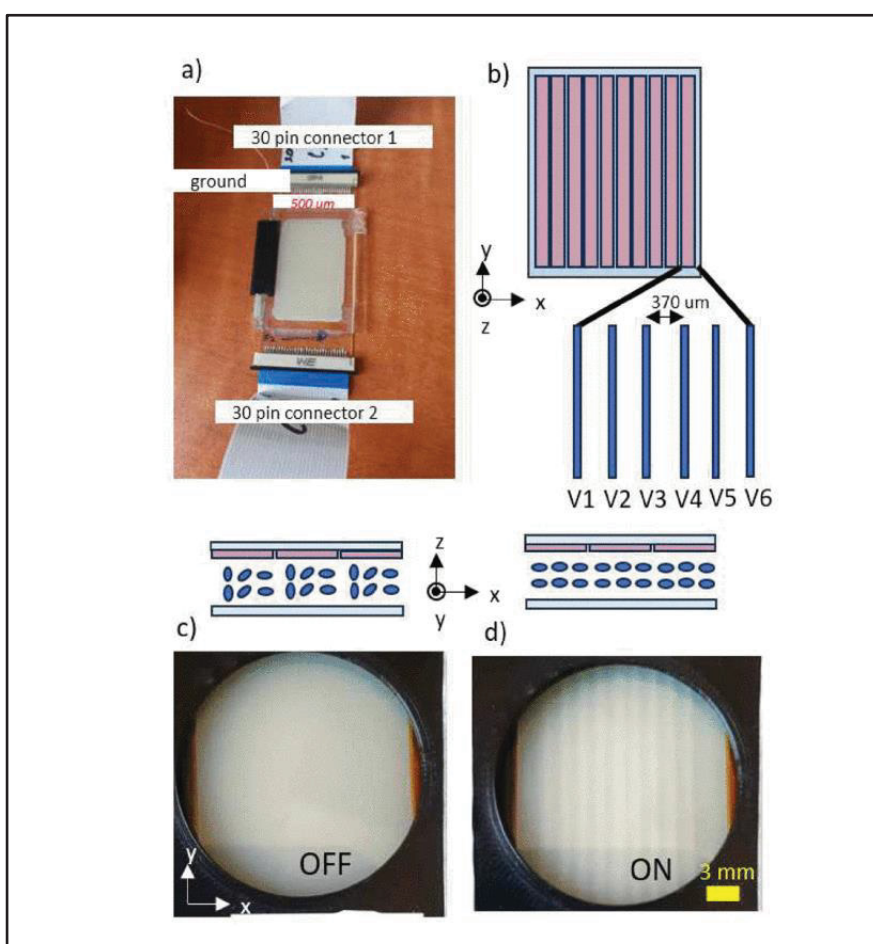 a)
30 pin connector 1
ground
500 um
30 pin connector 2
b)
y
x
z
370 um
V1 V2 V3 V4 V5 V6
z
x
y
c)
OFF
y
x
d)
ON
3 mm